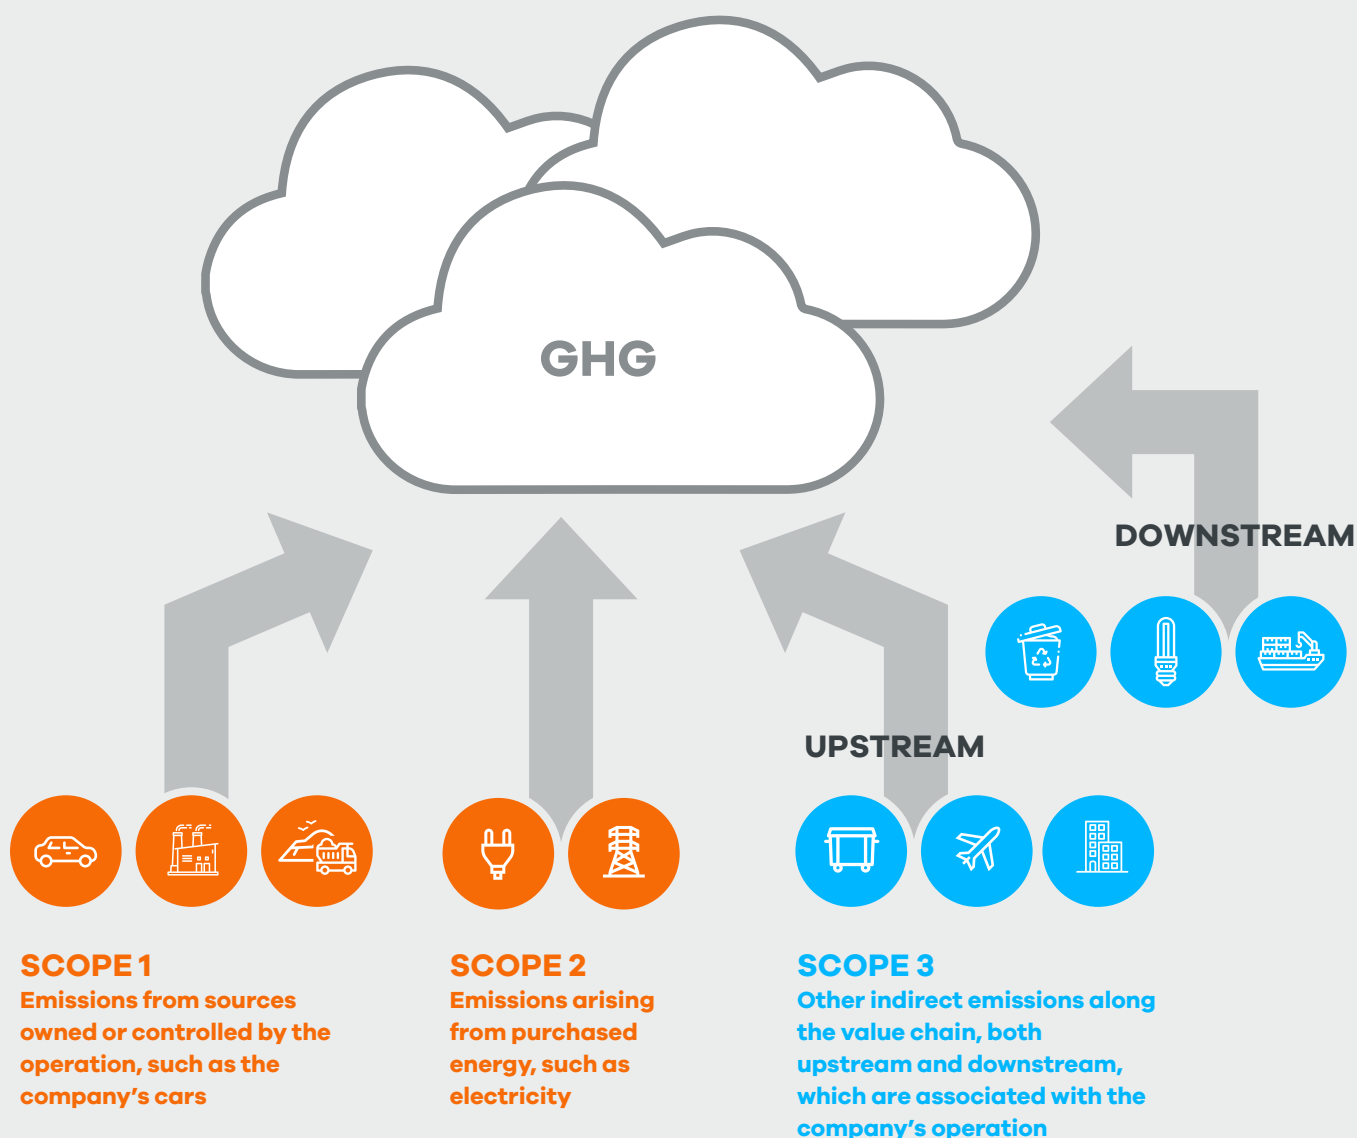 GHG
DOWNSTREAM
UPSTREAM
SCOPE 1
Emissions from sources
owned or controlled by the
operation, such as the
company's cars
SCOPE 2
Emissions arising
from purchased
energy, such as
electricity
SCOPE 3
Other indirect emissions along
the value chain, both
upstream and downstream,
which are associated with the
company's operation